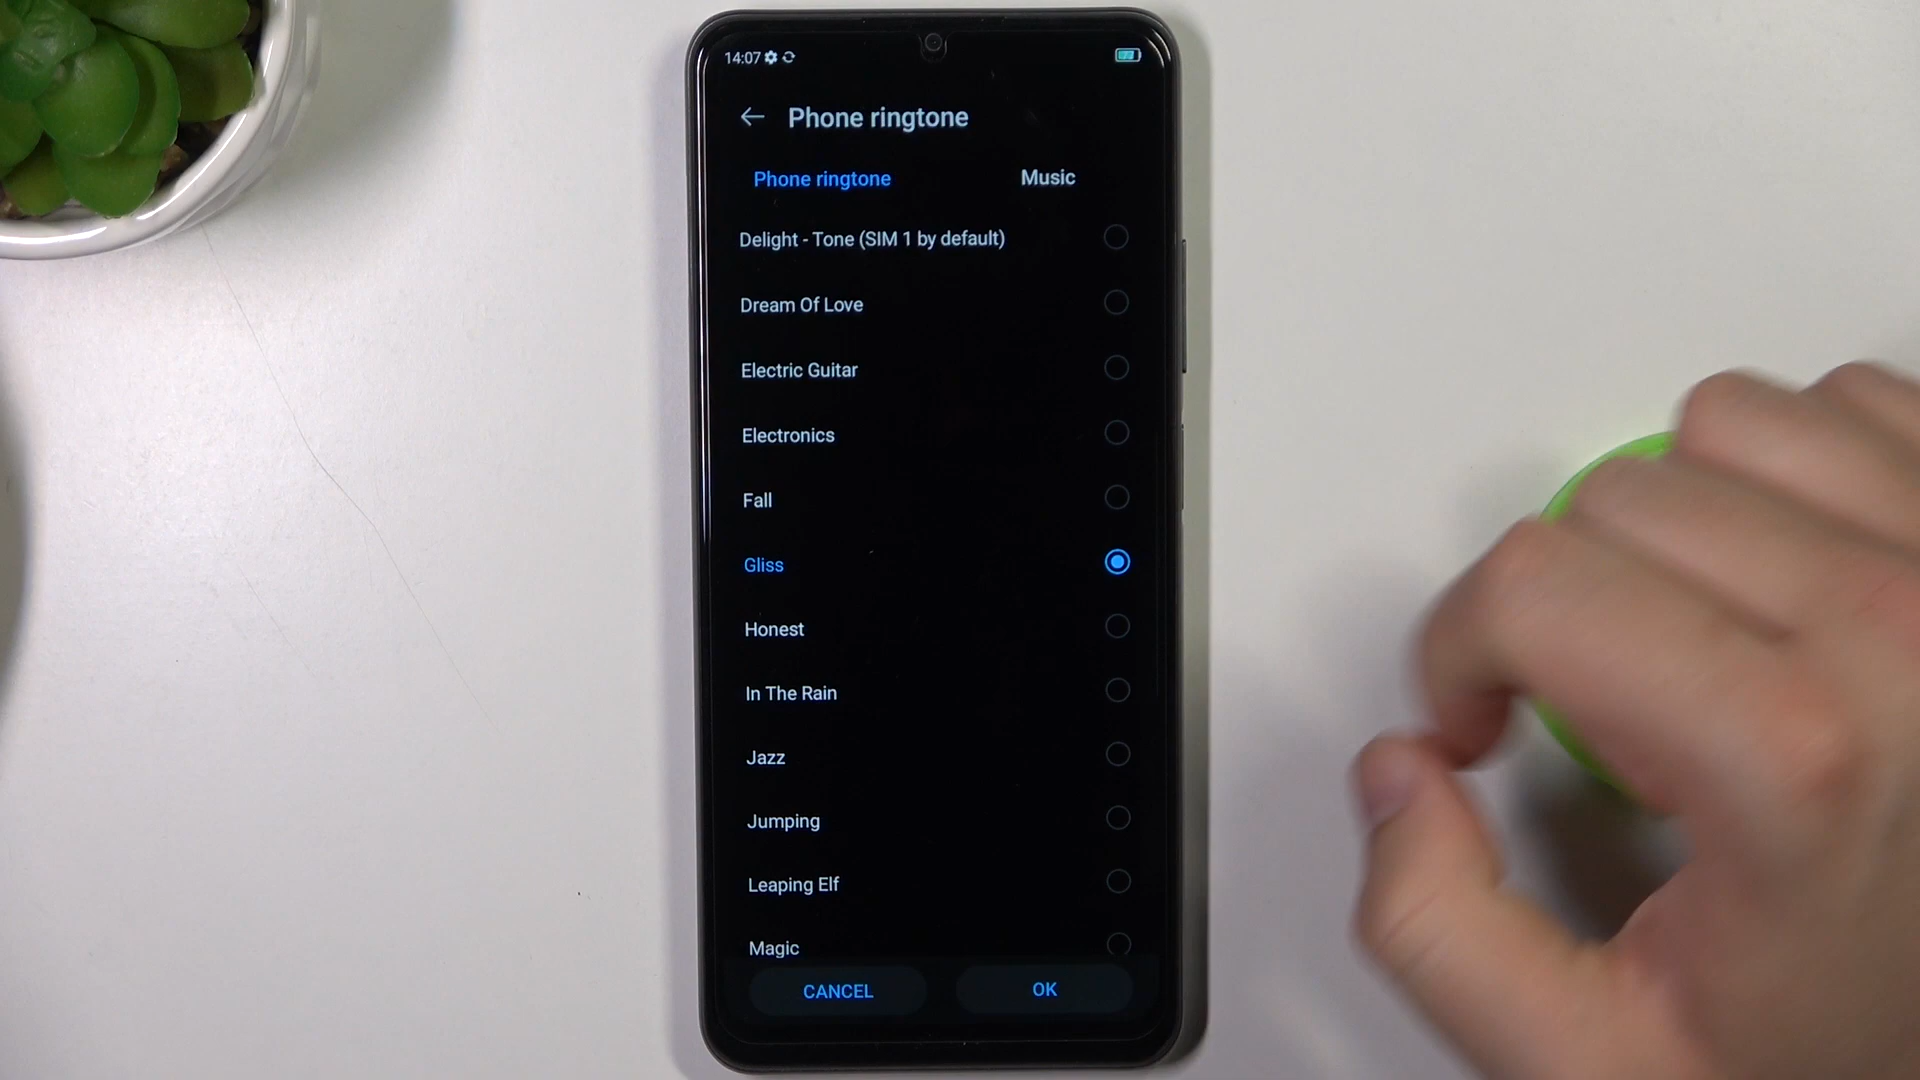 14:07
Phone ringtone
Phone ringtone
Music
Delight - Tone (SIM 1 by default)
Dream Of Love
Electric Guitar
Electronics
Fall
Gliss
Honest
In The Rain
Jazz
Jumping
Leaping Elf
Magic
CANCEL
OK